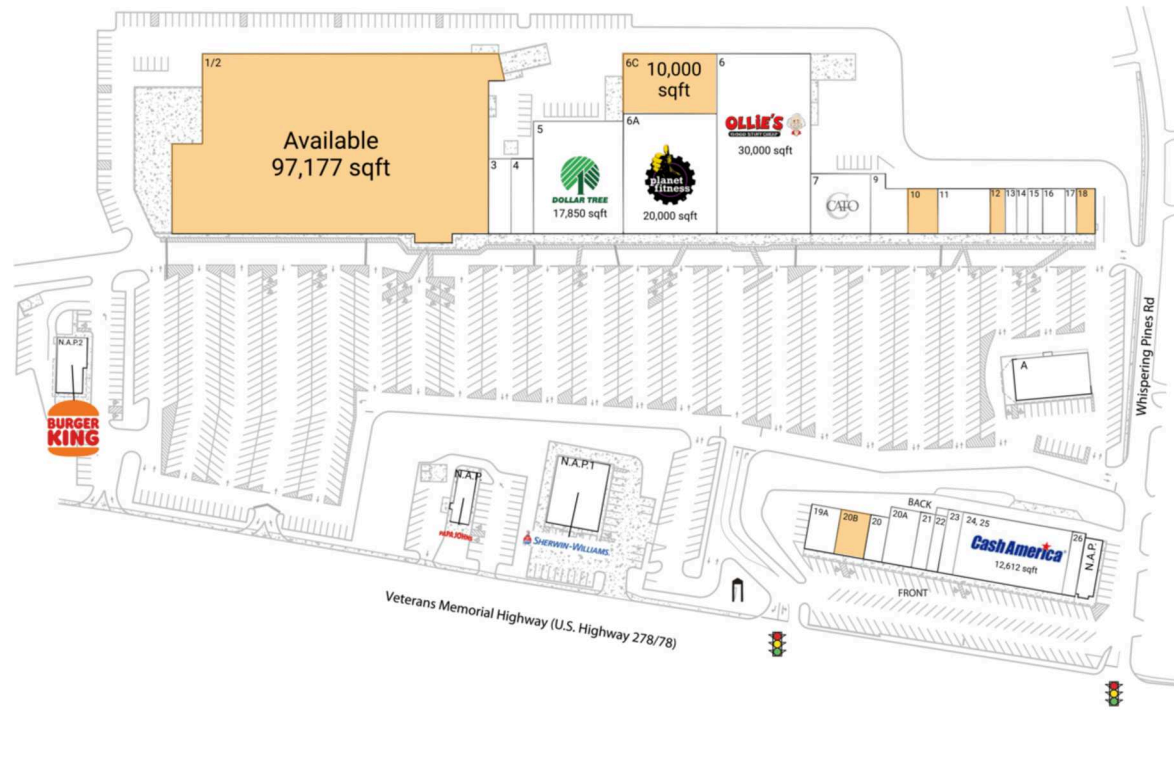 1/2
Available
97,177 sqft
3
4
5
DOLLAR TREE
17,850 sqft
6C
10,000
sqft
6A
planet
fitness
20,000 sqft
6
OLLIE'S
30,000 sqft
7
CATO
9
10
11
12
13
14
15
16
17
18
N.A.P.2
BURGER
KING
A
Whispering Pines Rd
N.A.P.
PAPA JOHNS
N.A.P.1
SHERWIN-WILLIAMS.
BACK
19A
20B
20
20A
21
22
23
24, 25
Cash America
12,612 sqft
26
N.A.P.
FRONT
Veterans Memorial Highway (U.S. Highway 278/78)